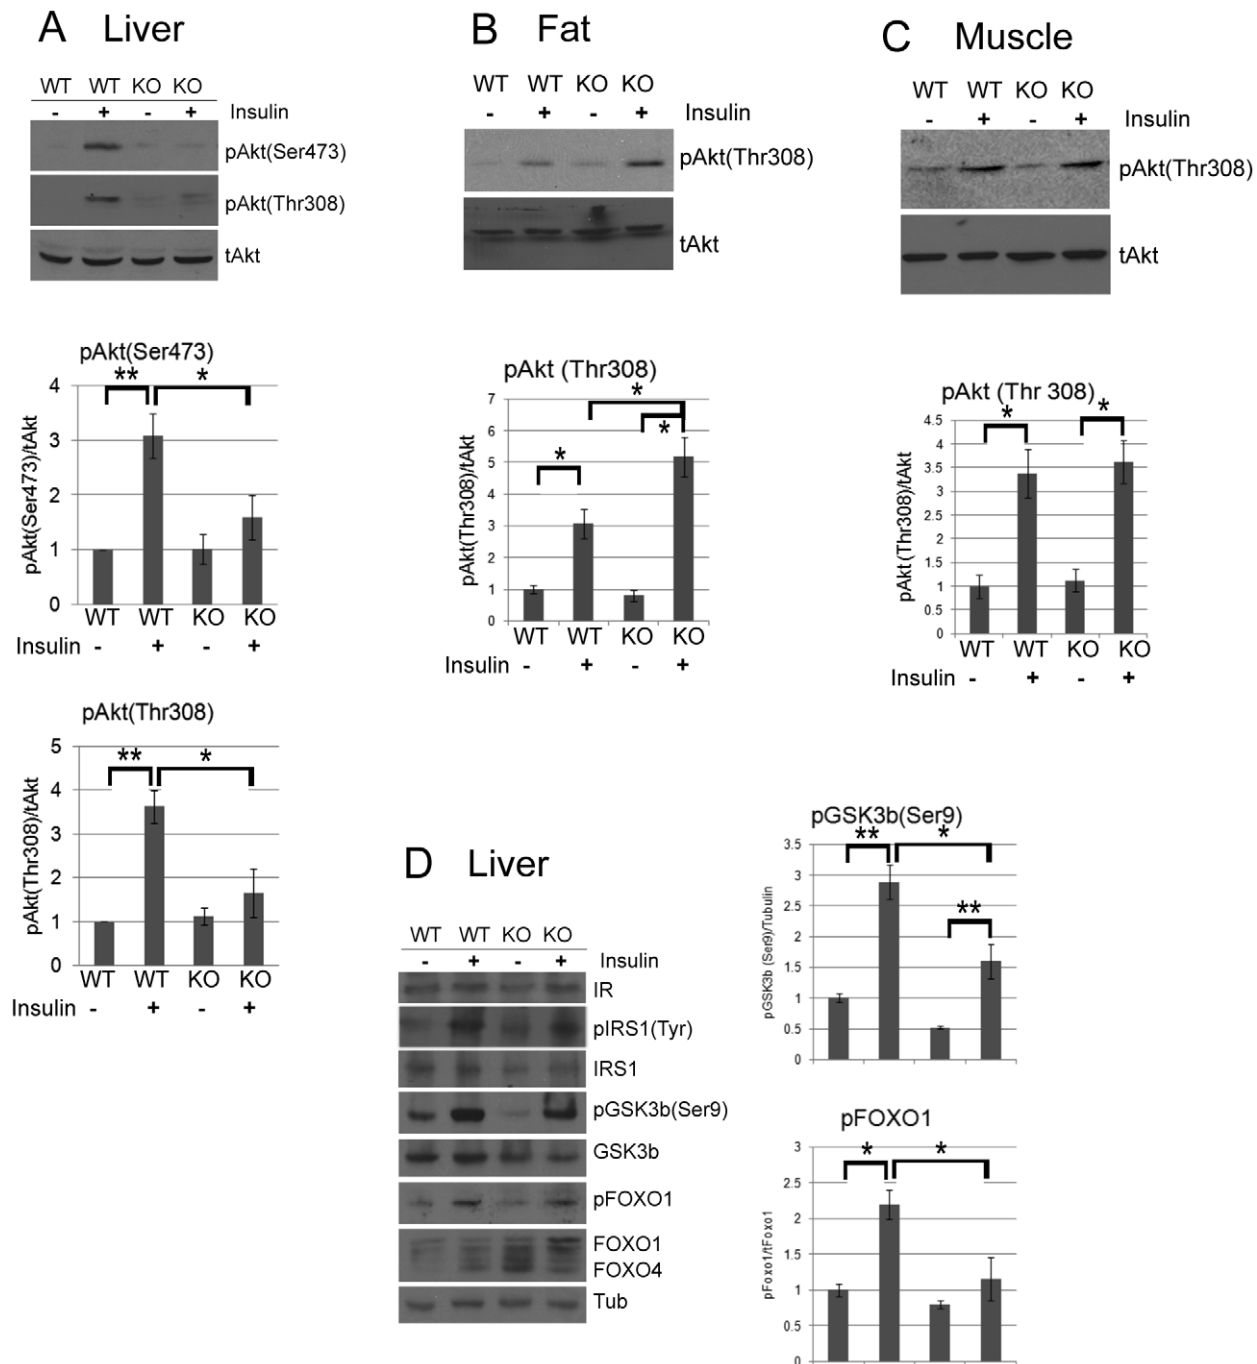 A Liver
WT WT KO KO
- + - + Insulin
pAkt(Ser473)
pAkt(Thr308)
tAkt
pAkt(Ser473)
** *
pAkt(Ser473)/tAkt
4
3
2
1
0
WT WT KO KO
Insulin - + - +
pAkt(Thr308)
** *
pAkt(Thr308)/tAkt
5
4
3
2
1
0
WT WT KO KO
Insulin - + - +
B Fat
WT WT KO KO
- + - + Insulin
pAkt(Thr308)
tAkt
pAkt (Thr308)
*
*
*
pAkt(Thr308)/tAkt
7
6
5
4
3
2
1
0
WT WT KO KO
Insulin - + - +
C Muscle
WT WT KO KO
- + - + Insulin
pAkt(Thr308)
tAkt
pAkt (Thr 308)
* *
pAkt (Thr308)/tAkt
4.5
4
3.5
3
2.5
2
1.5
1
0.5
0
WT WT KO KO
Insulin - + - +
D Liver
WT WT KO KO
- + - + Insulin
IR
pIRS1(Tyr)
IRS1
pGSK3b(Ser9)
GSK3b
pFOXO1
FOXO1
FOXO4
Tub
pGSK3b(Ser9)
** *
**
pGSK3b (Ser9)/Tubulin
3.5
3
2.5
2
1.5
1
0.5
0
pFOXO1
* *
pFoxo1/tFoxo1
3
2.5
2
1.5
1
0.5
0